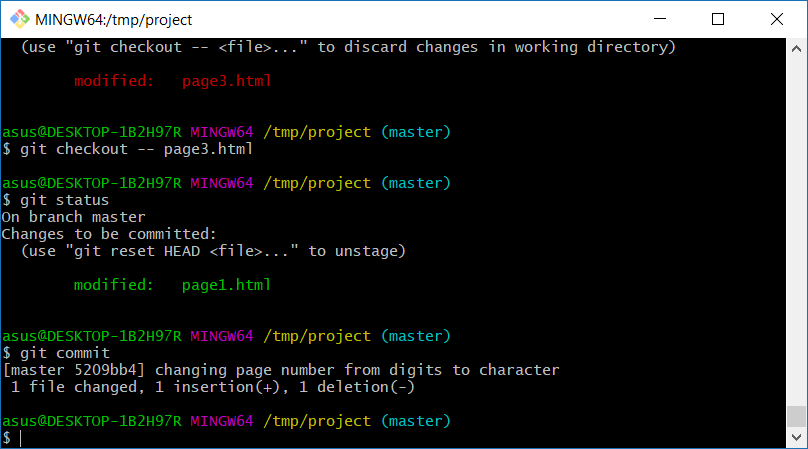 MINGW64:/tmp/project
(use "git checkout -- <file>..." to discard changes in working directory)
modified:   page3.html
asus@DESKTOP-1B2H97R MINGW64 /tmp/project (master)
$ git checkout -- page3.html
asus@DESKTOP-1B2H97R MINGW64 /tmp/project (master)
$ git status
On branch master
Changes to be committed:
(use "git reset HEAD <file>..." to unstage)
modified:   page1.html
asus@DESKTOP-1B2H97R MINGW64 /tmp/project (master)
$ git commit
[master 5209bb4] changing page number from digits to character
1 file changed, 1 insertion(+), 1 deletion(-)
asus@DESKTOP-1B2H97R MINGW64 /tmp/project (master)
$